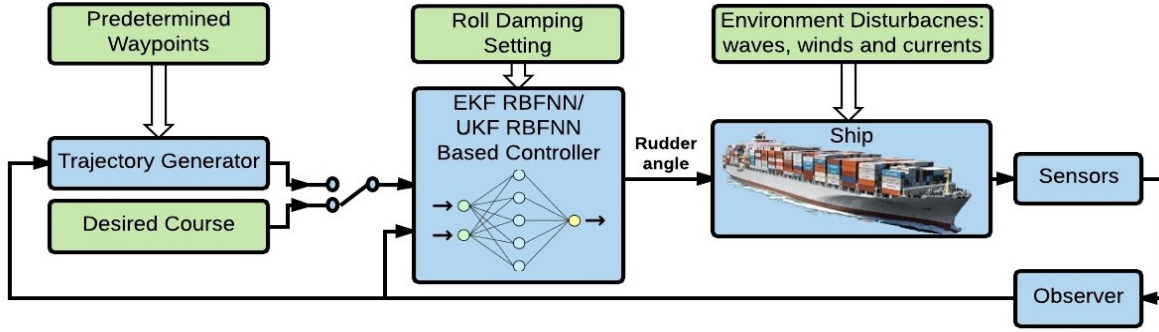 Predetermined
Waypoints
Roll Damping
Setting
Environment Disturbacnes:
waves, winds and currents
EKF RBFNN/
UKF RBFNN
Based Controller
Trajectory Generator
Desired Course
Rudder
angle
Ship
Sensors
Observer